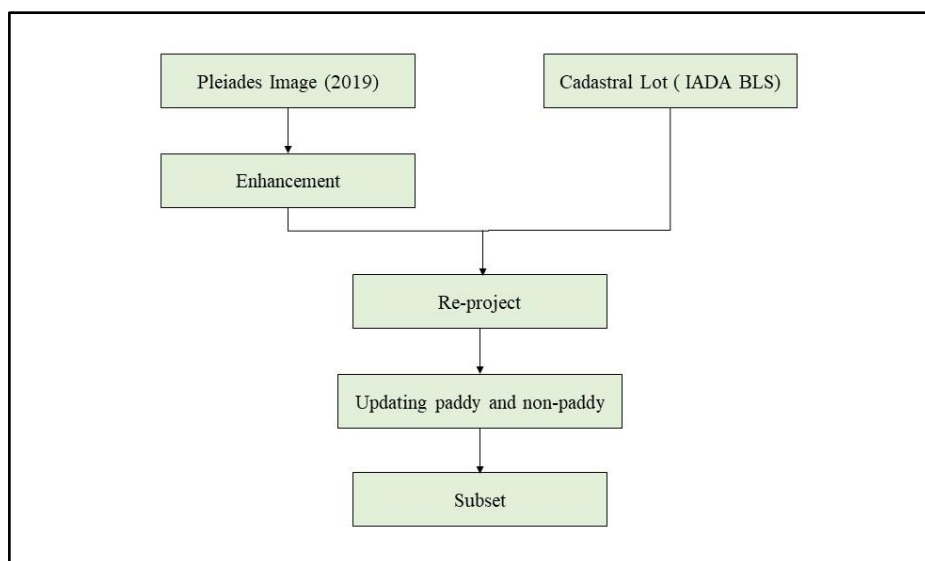 Pleiades Image (2019)
Cadastral Lot ( IADA BLS)
Enhancement
Re-project
Updating paddy and non-paddy
Subset